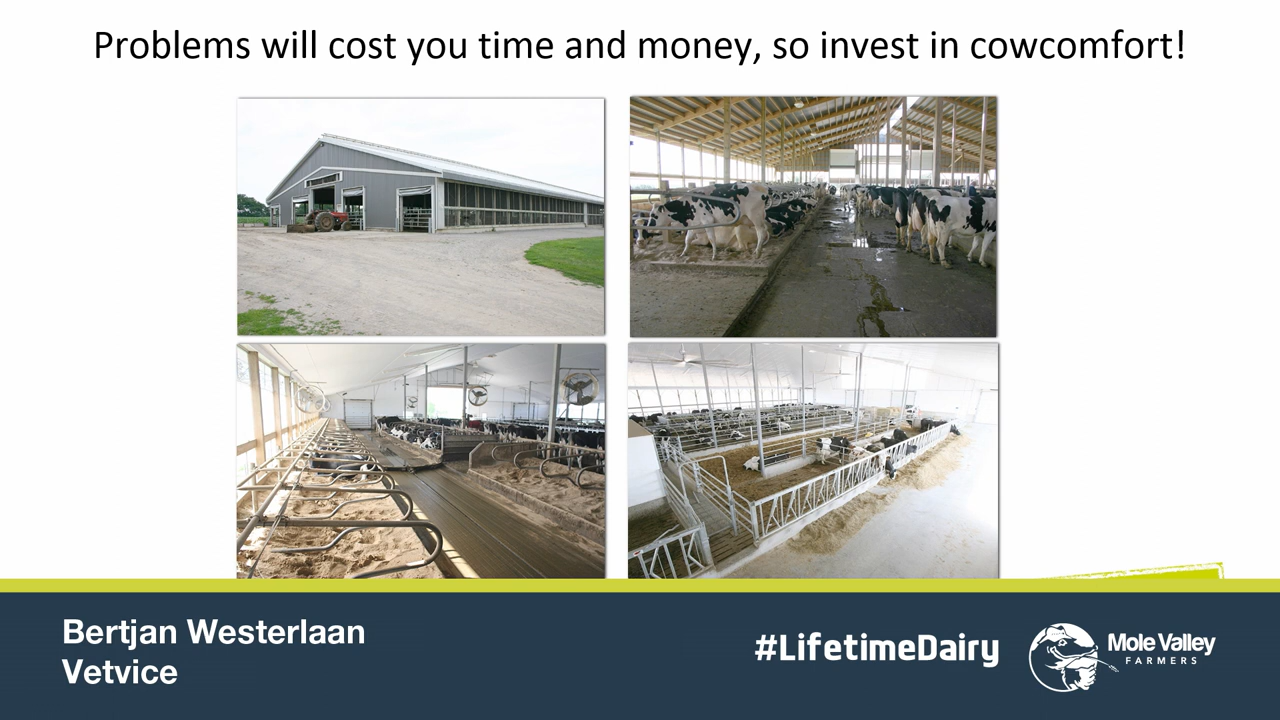 Problems will cost you time and money, so invest in cowcomfort!
Bertjan Westerlaan
Vetvice
#LifetimeDairy
Mole Valley
FARMERS